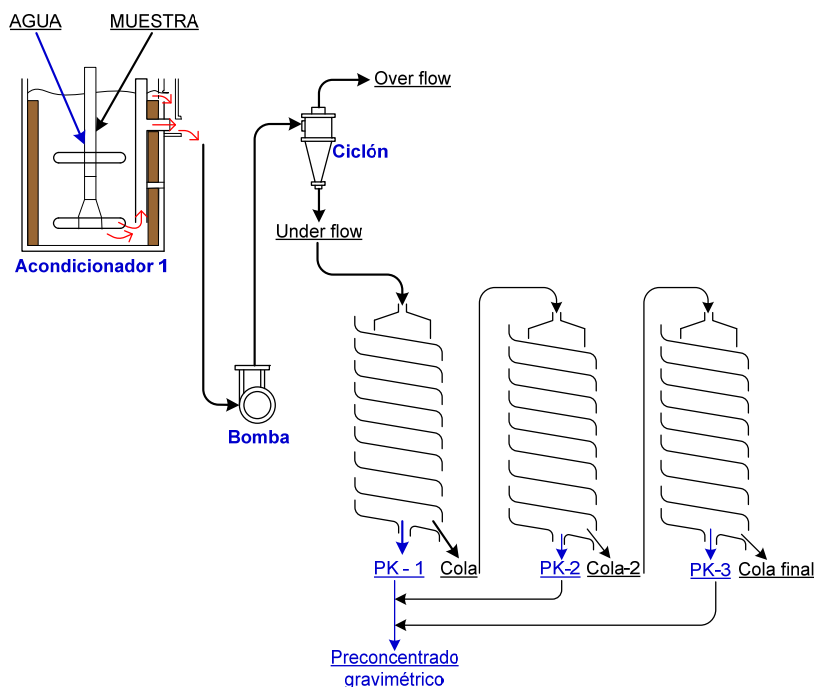 AGUA
MUESTRA
Over flow
Ciclón
Under flow
Acondicionador 1
Bomba
PK - 1
Cola
PK-2
Cola-2
PK-3
Cola final
Preconcentrado
gravimétrico